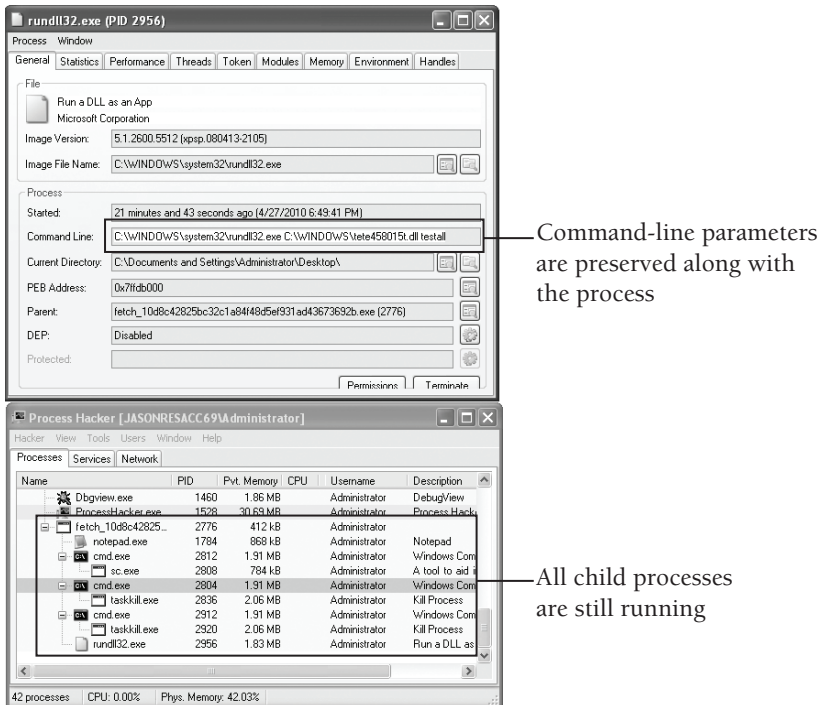 rundll32.exe (PID 2956)
Process Window
General Statistics Performance Threads Token Modules Memory Environment Handles
File
Run a DLL as an App
Microsoft Corporation
Image Version: 5.1.2600.5512 (xpsp.080413-2105)
Image File Name: C:\WINDOWS\system32\rundll32.exe
Process
Started: 21 minutes and 43 seconds ago (4/27/2010 6:49:41 PM)
Command Line: C:\WINDOWS\system32\rundll32.exe C:\WINDOWS\tete458015t.dll testall
Current Directory: C:\Documents and Settings\Administrator\Desktop\
PEB Address: 0x7ffdb000
Parent: fetch_10d8c42825bc32c1a84f48d5ef931ad43673692b.exe (2776)
DEP: Disabled
Protected:
Permissions Terminate
Command-line parameters
are preserved along with
the process
Process Hacker [JASONRESACC69\Administrator]
Hacker View Tools Users Window Help
Processes Services Network
Name PID Pvt. Memory CPU Username Description
Dbgview.exe 1460 1.86 MB Administrator DebugView
ProcessHacker.exe 1528 30.69 MB Administrator Process Hack
fetch_10d8c42825... 2776 412 kB Administrator
notepad.exe 1784 868 kB Administrator Notepad
cmd.exe 2812 1.91 MB Administrator Windows Com
sc.exe 2808 784 kB Administrator A tool to aid i
cmd.exe 2804 1.91 MB Administrator Windows Com
taskkill.exe 2836 2.06 MB Administrator Kill Process
cmd.exe 2912 1.91 MB Administrator Windows Com
taskkill.exe 2920 2.06 MB Administrator Kill Process
rundll32.exe 2956 1.83 MB Administrator Run a DLL as
42 processes CPU: 0.00% Phys. Memory: 42.03%
All child processes
are still running